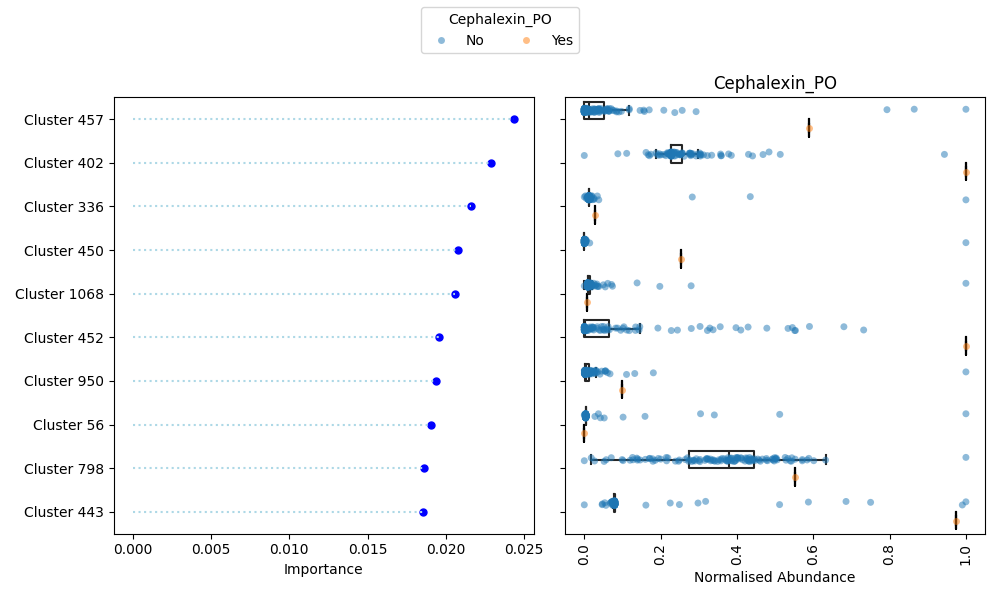 Cephalexin_PO
No Yes
Cephalexin_PO
Cluster 457
Cluster 402
Cluster 336
Cluster 450
Cluster 1068
Cluster 452
Cluster 950
Cluster 56
Cluster 798
Cluster 443
0.000 0.005 0.010 0.015 0.020 0.025
Importance
0.0 0.2 0.4 0.6 0.8 1.0
Normalised Abundance